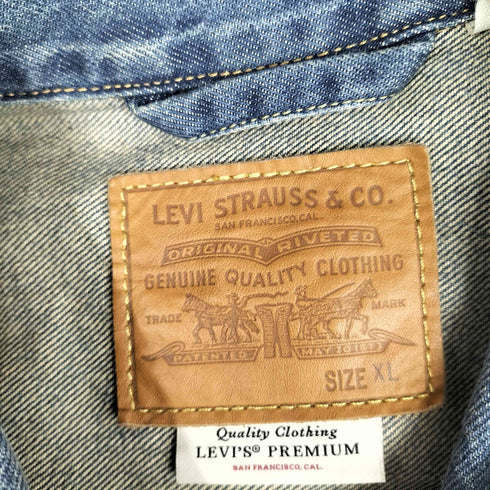 LEVI STRAUSS & CO.
SAN FRANCISCO, CAL.
ORIGINAL RIVETED
GENUINE QUALITY CLOTHING
TRADE MARK
PATENTED MAY 20 1873
SIZE XL
Quality Clothing
LEVI'S® PREMIUM
SAN FRANCISCO, CAL.